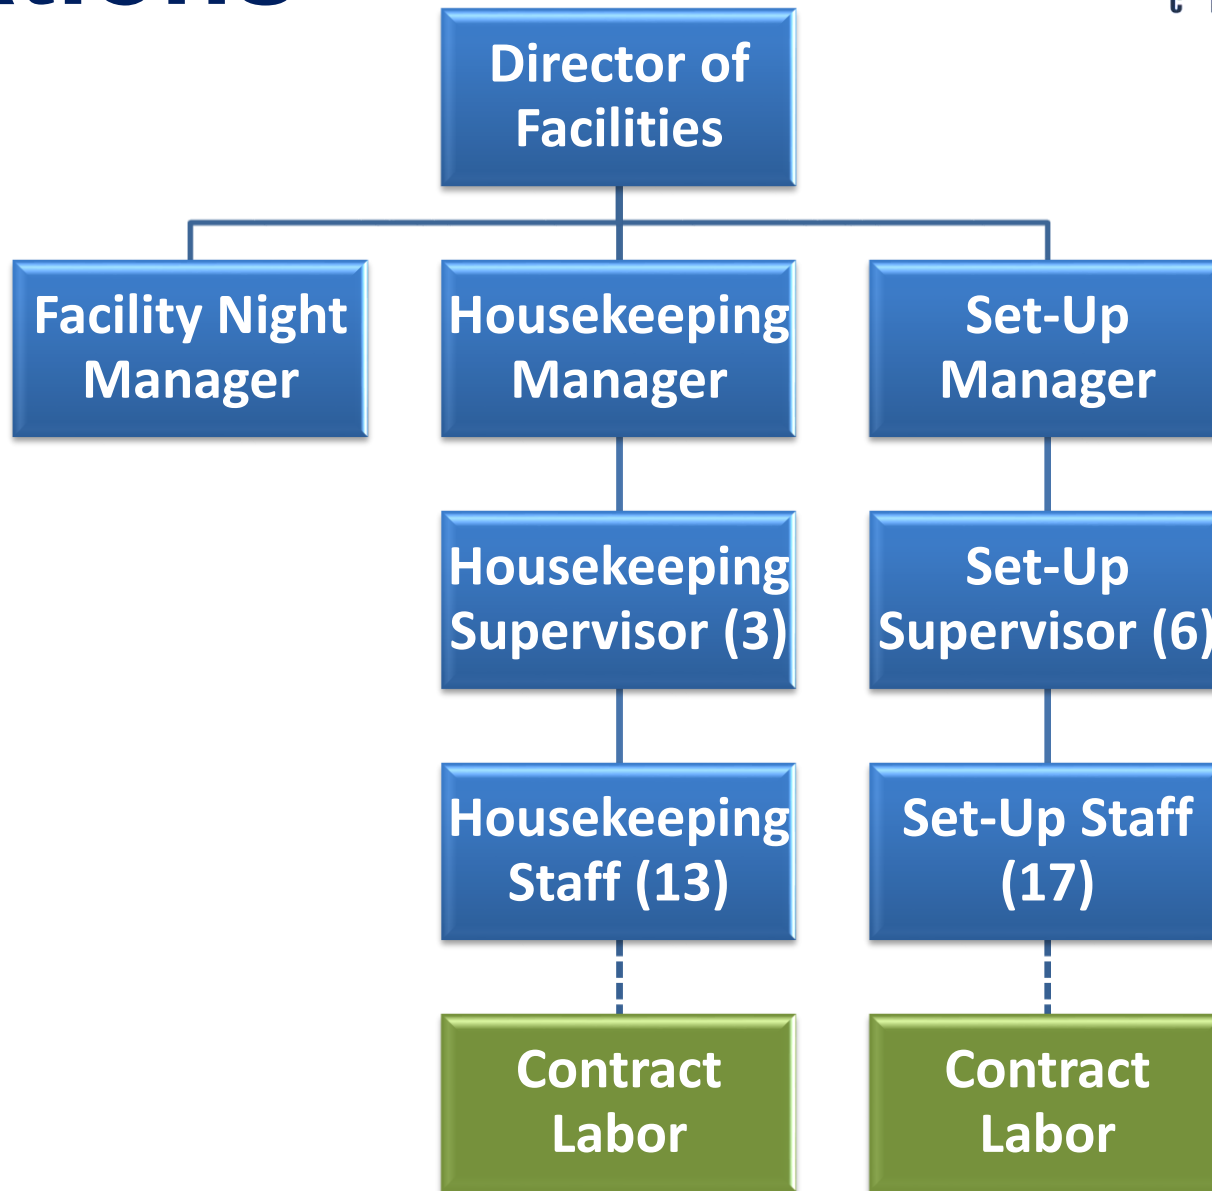 Director of
Facilities
Facility Night
Manager
Housekeeping
Manager
Set-Up
Manager
Housekeeping
Supervisor (3)
Set-Up
Supervisor (6)
Housekeeping
Staff (13)
Set-Up Staff
(17)
Contract
Labor
Contract
Labor